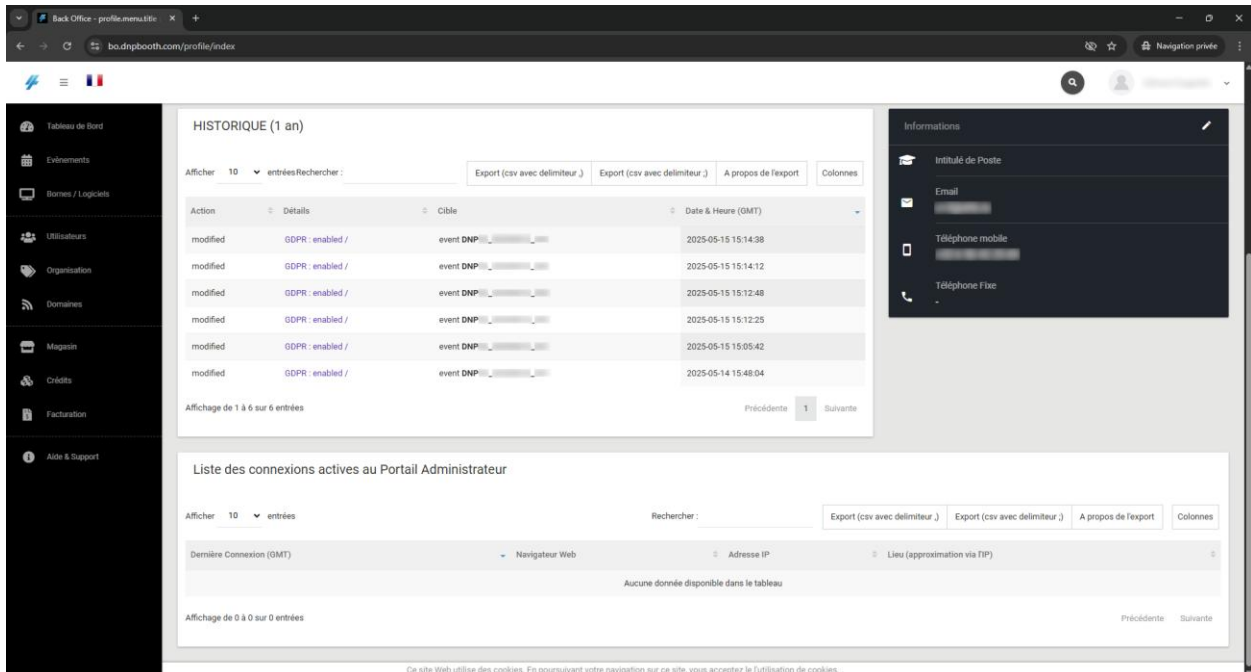 Back Office - profile.menu.title
bo.dnpbooth.com/profile/index
Navigation privée
Tableau de Bord
Evènements
Bornes / Logiciels
Utilisateurs
Organisation
Domaines
Magasin
Crédits
Facturation
Aide & Support
HISTORIQUE (1 an)
Afficher 10 entrées Rechercher :
Export (csv avec delimiteur ,) Export (csv avec delimiteur ;) A propos de l'export Colonnes
Action Détails Cible Date & Heure (GMT)
modified GDPR : enabled / event DNP 2025-05-15 15:14:38
modified GDPR : enabled / event DNP 2025-05-15 15:14:12
modified GDPR : enabled / event DNP 2025-05-15 15:12:48
modified GDPR : enabled / event DNP 2025-05-15 15:12:25
modified GDPR : enabled / event DNP 2025-05-15 15:05:42
modified GDPR : enabled / event DNP 2025-05-14 15:48:04
Affichage de 1 à 6 sur 6 entrées Précédente 1 Suivante
Informations
Intitulé de Poste
Email
Téléphone mobile
Téléphone Fixe
-
Liste des connexions actives au Portail Administrateur
Afficher 10 entrées Rechercher :
Export (csv avec delimiteur ,) Export (csv avec delimiteur ;) A propos de l'export Colonnes
Dernière Connexion (GMT) Navigateur Web Adresse IP Lieu (approximation via l'IP)
Aucune donnée disponible dans le tableau
Affichage de 0 à 0 sur 0 entrées Précédente Suivante
Ce site Web utilise des cookies. En poursuivant votre navigation sur ce site, vous acceptez le l'utilisation de cookies.